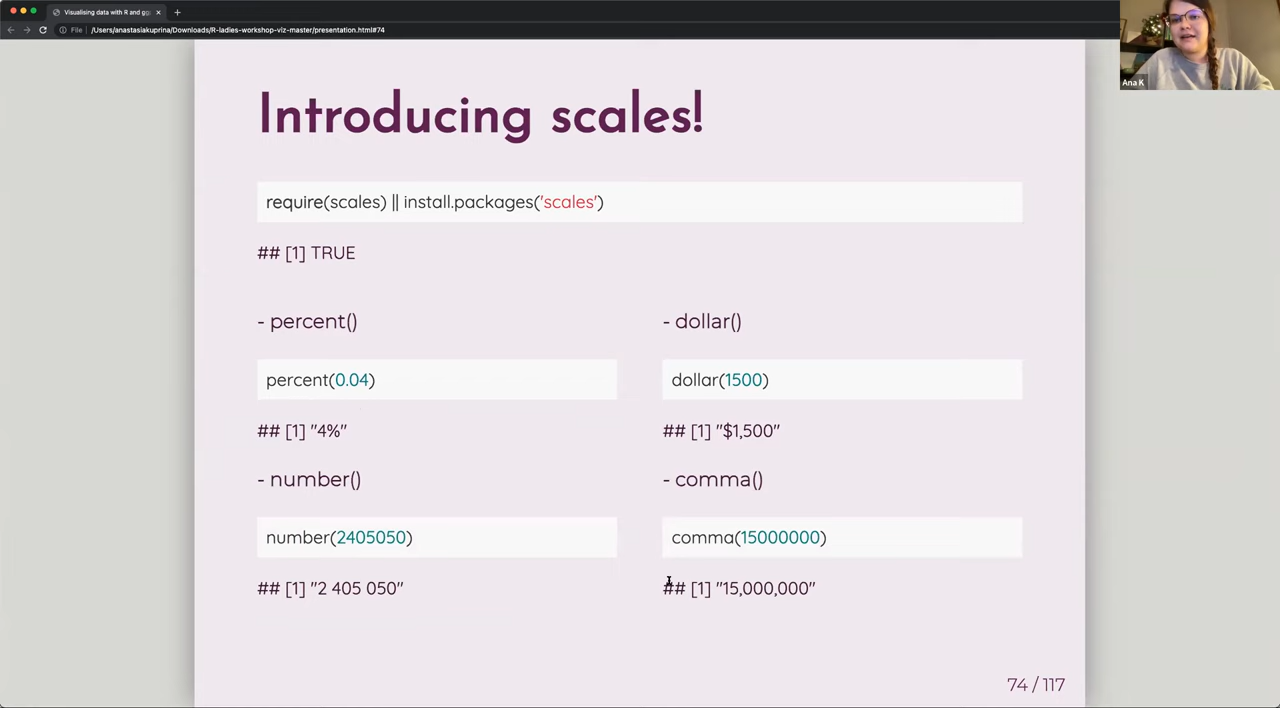 Visualising data with R and gg
File
/Users/anastasiakuprina/Downloads/R-ladies-workshop-viz-master/presentation.html#74
Ana K
Introducing scales!
require(scales) || install.packages('scales')
## [1] TRUE
- percent()
percent(0.04)
## [1] "4%"
- number()
number(2405050)
## [1] "2 405 050"
- dollar()
dollar(1500)
## [1] "$1,500"
- comma()
comma(15000000)
## [1] "15,000,000"
74 / 117